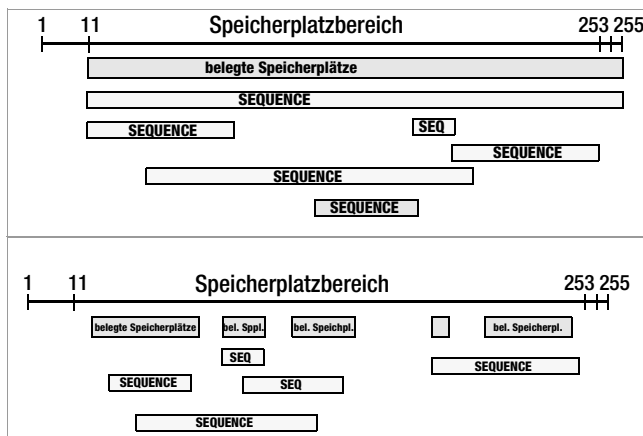 1 11 Speicherplatzbereich 253 255
belegte Speicherplätze
SEQUENCE
SEQUENCE SEQ
SEQUENCE
SEQUENCE
SEQUENCE
1 11 Speicherplatzbereich 253 255
belegte Speicherplätze bel. Sppl. bel. Speichpl. bel. Speicherpl.
SEQ
SEQUENCE
SEQUENCE SEQ
SEQUENCE